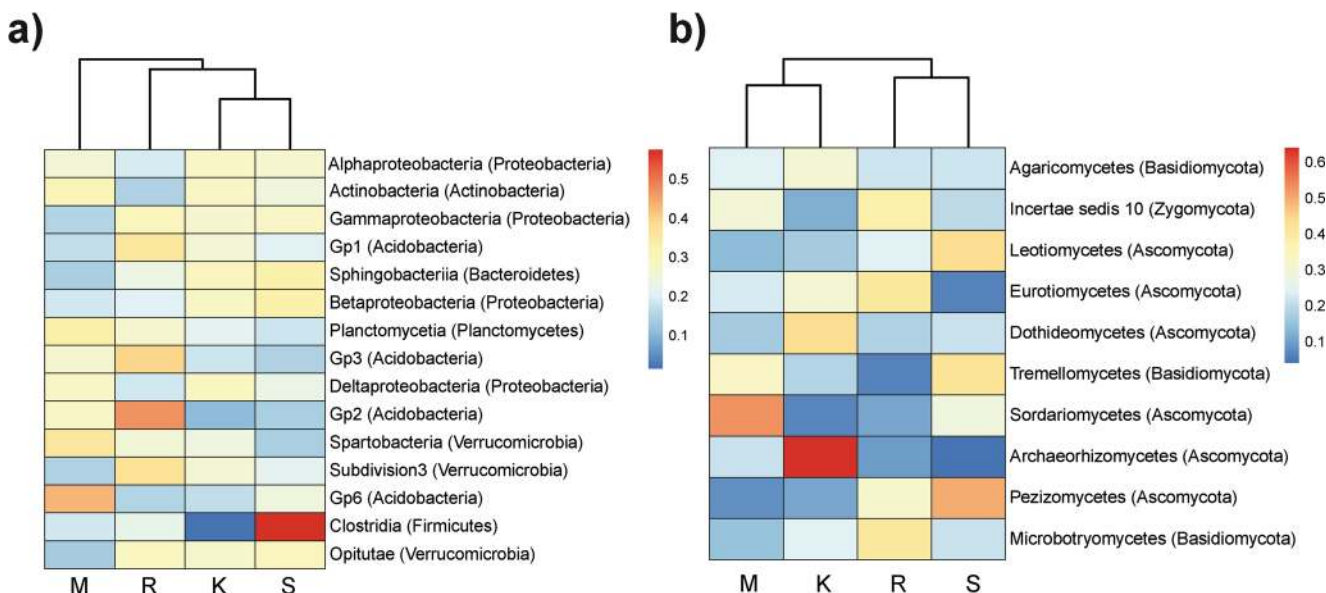 a)
Alphaproteobacteria (Proteobacteria)
Actinobacteria (Actinobacteria)
Gammaproteobacteria (Proteobacteria)
Gp1 (Acidobacteria)
Sphingobacteriia (Bacteroidetes)
Betaproteobacteria (Proteobacteria)
Planctomycetia (Planctomycetes)
Gp3 (Acidobacteria)
Deltaproteobacteria (Proteobacteria)
Gp2 (Acidobacteria)
Spartobacteria (Verrucomicrobia)
Subdivision3 (Verrucomicrobia)
Gp6 (Acidobacteria)
Clostridia (Firmicutes)
Opitutae (Verrucomicrobia)
M R K S
0.5
0.4
0.3
0.2
0.1
b)
Agaricomycetes (Basidiomycota)
Incertae sedis 10 (Zygomycota)
Leotiomycetes (Ascomycota)
Eurotiomycetes (Ascomycota)
Dothideomycetes (Ascomycota)
Tremellomycetes (Basidiomycota)
Sordariomycetes (Ascomycota)
Archaeorhizomycetes (Ascomycota)
Pezizomycetes (Ascomycota)
Microbotryomycetes (Basidiomycota)
M K R S
0.6
0.5
0.4
0.3
0.2
0.1